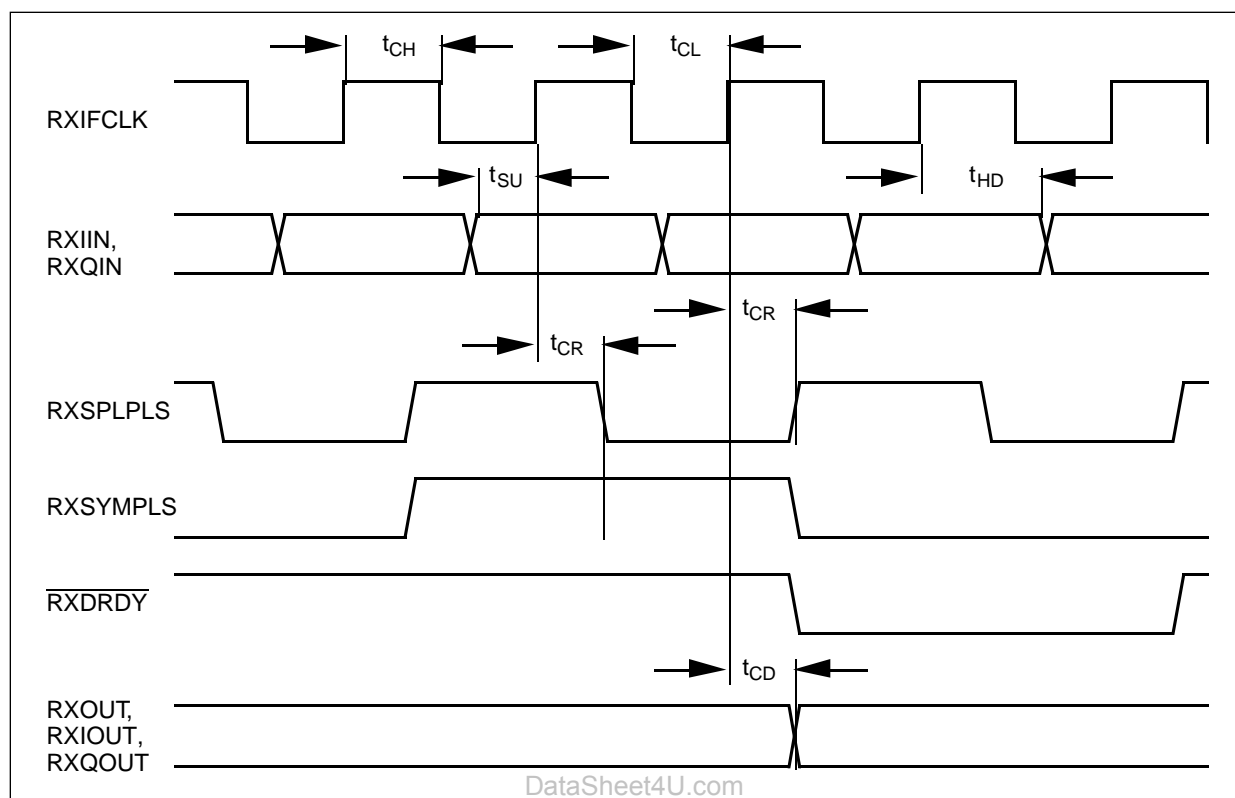 tCH
tCL
RXIFCLK
tSU
tHD
RXIIN,
RXQIN
tCR
tCR
RXSPLPLS
RXSYMPLS
RXDRDY
tCD
RXOUT,
RXIOUT,
RXQOUT
DataSheet4U.com